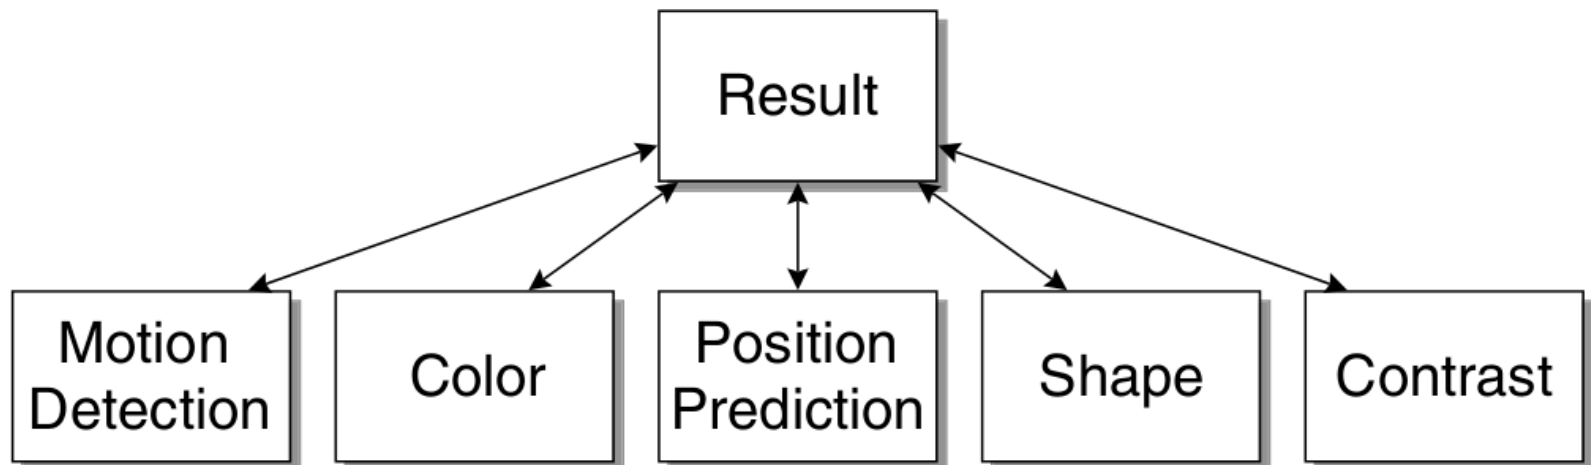 Result
Motion
Detection
Color
Position
Prediction
Shape
Contrast